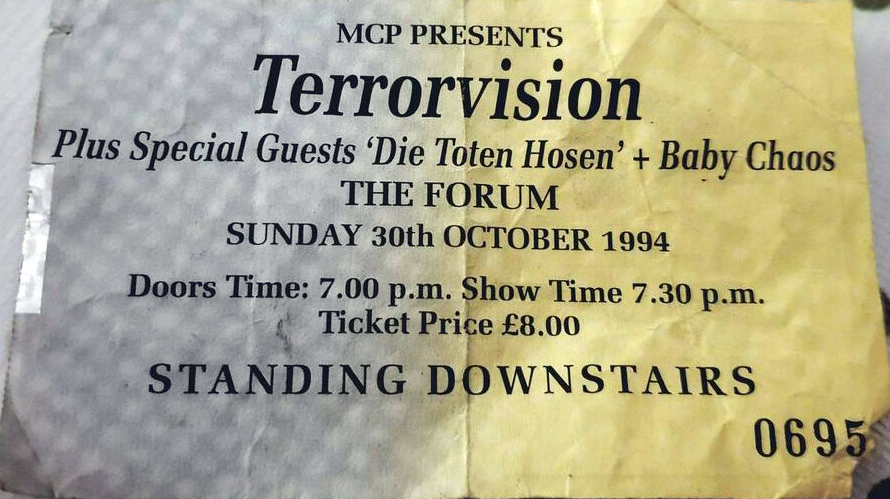 MCP PRESENTS
Terrorvision
Plus Special Guests ‘Die Toten Hosen’ + Baby Chaos
THE FORUM
SUNDAY 30th OCTOBER 1994
Doors Time: 7.00 p.m. Show Time 7.30 p.m.
Ticket Price £8.00
STANDING DOWNSTAIRS
0695